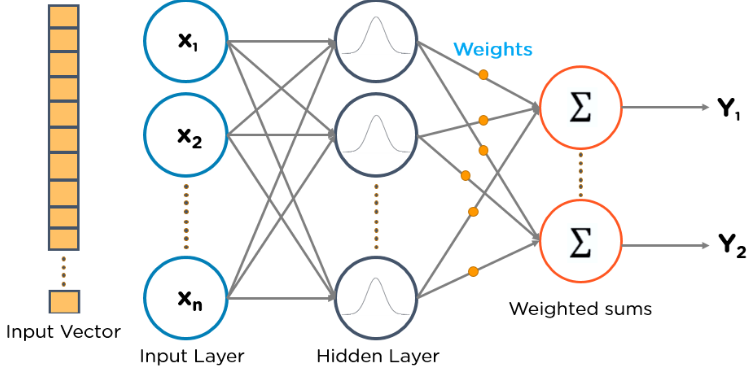 x₁
Weights
Σ
Y₁
x₂
Σ
Y₂
xₙ
Weighted sums
Input Vector
Input Layer
Hidden Layer